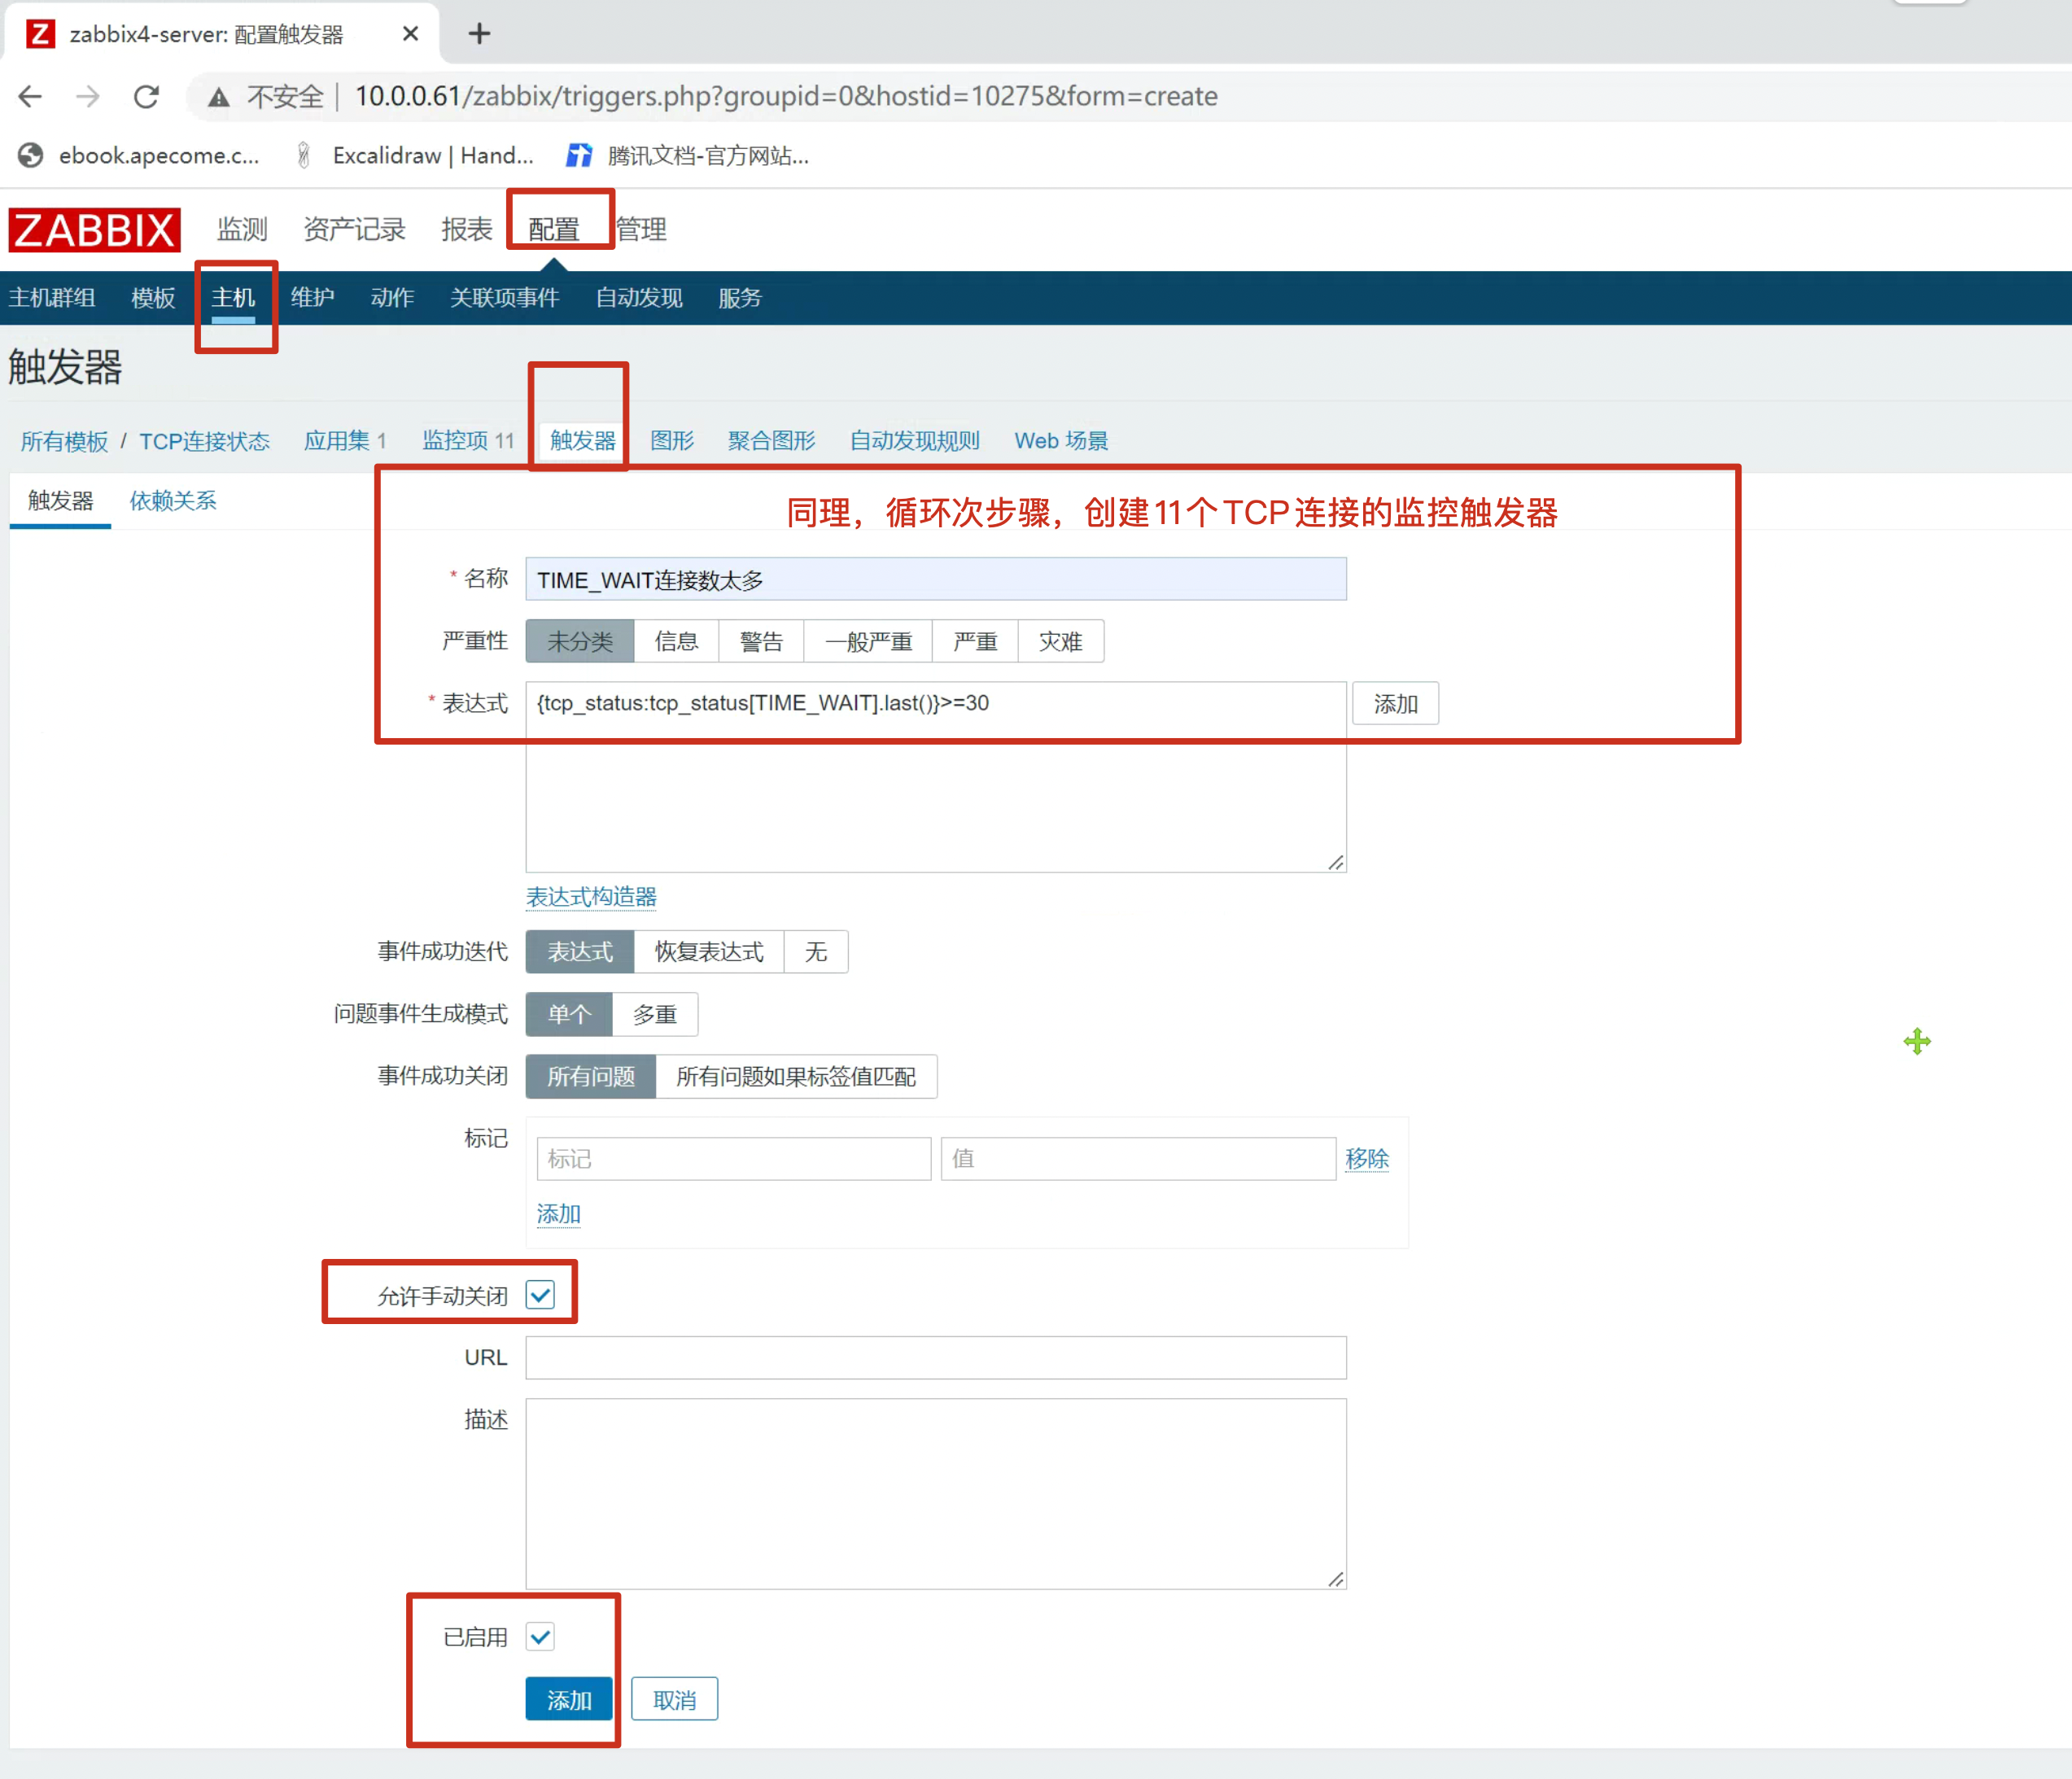 Z zabbix4-server: 配置触发器
不安全 | 10.0.0.61/zabbix/triggers.php?groupid=0&hostid=10275&form=create
ebook.apecome.c... Excalidraw | Hand... 腾讯文档-官方网站...
ZABBIX 监测 资产记录 报表 配置 管理
主机群组 模板 主机 维护 动作 关联项事件 自动发现 服务
触发器
所有模板 / TCP连接状态 应用集 1 监控项 11 触发器 图形 聚合图形 自动发现规则 Web 场景
触发器 依赖关系
同理，循环次步骤，创建11个TCP连接的监控触发器
* 名称 TIME_WAIT连接数太多
严重性 未分类 信息 警告 一般严重 严重 灾难
* 表达式 {tcp_status:tcp_status[TIME_WAIT].last()}>=30 添加
表达式构造器
事件成功迭代 表达式 恢复表达式 无
问题事件生成模式 单个 多重
事件成功关闭 所有问题 所有问题如果标签值匹配
标记 标记 值 移除
添加
允许手动关闭
URL
描述
已启用
添加 取消